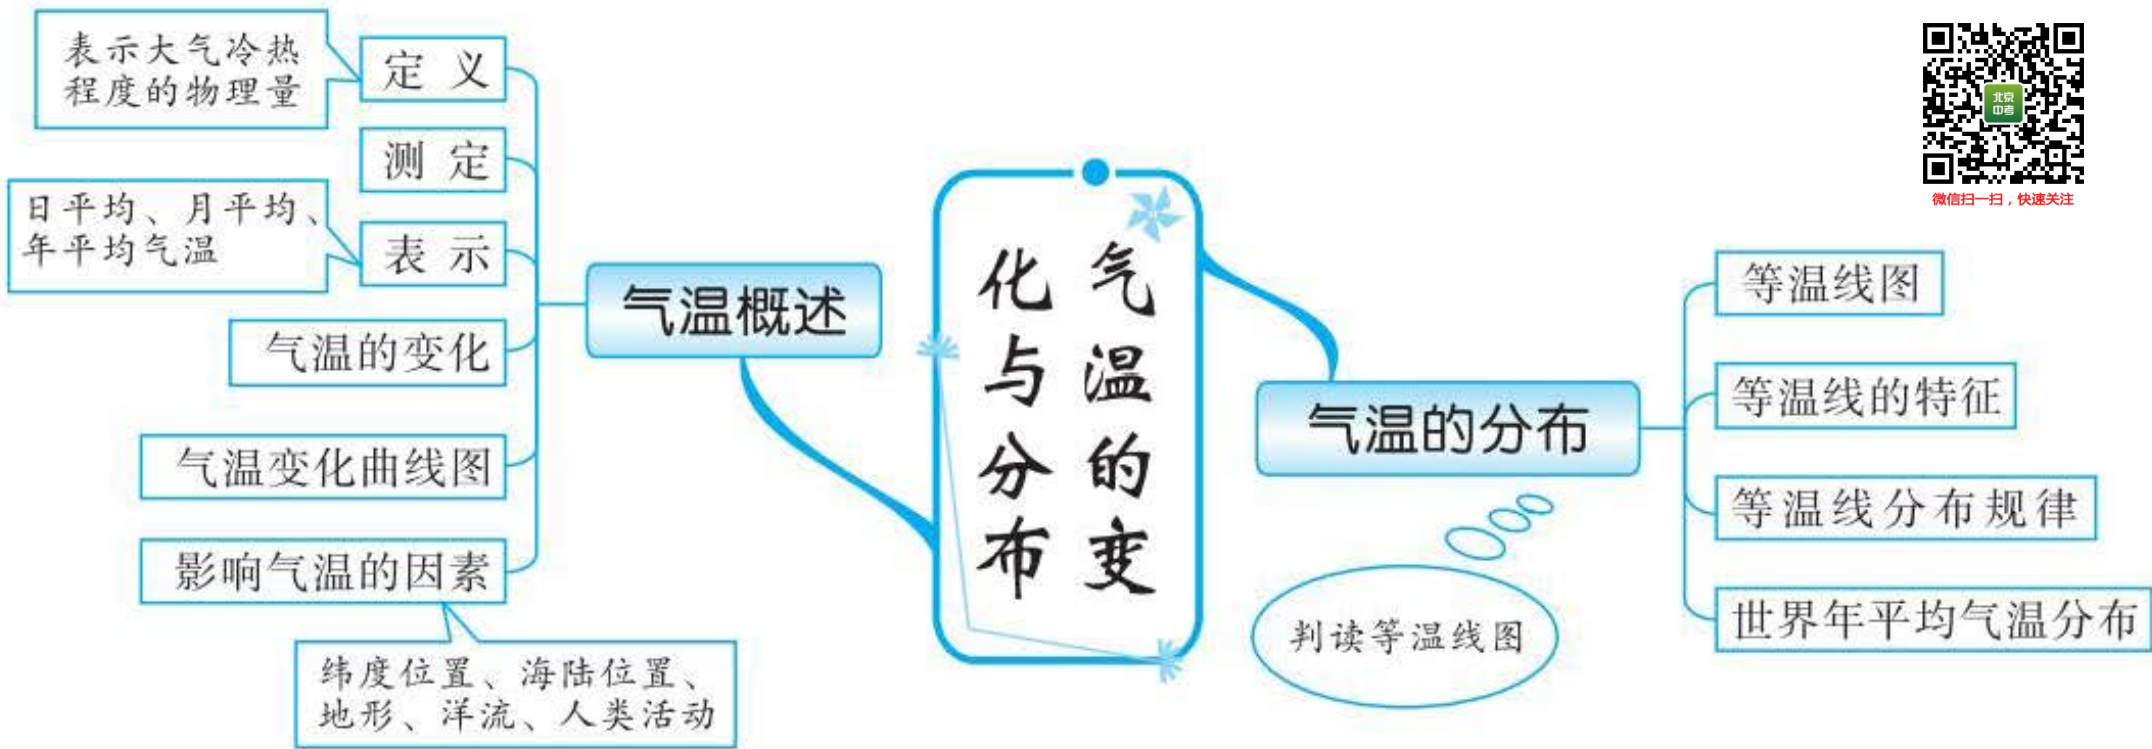 表示大气冷热
程度的物理量
定义
测定
日平均、月平均、
年平均气温
表示
气温的变化
气温变化曲线图
影响气温的因素
纬度位置、海陆位置、
地形、洋流、人类活动
气温概述
气温的变
化与分布
气温的分布
判读等温线图
等温线图
等温线的特征
等温线分布规律
世界年平均气温分布
北京
中考
微信扫一扫，快速关注